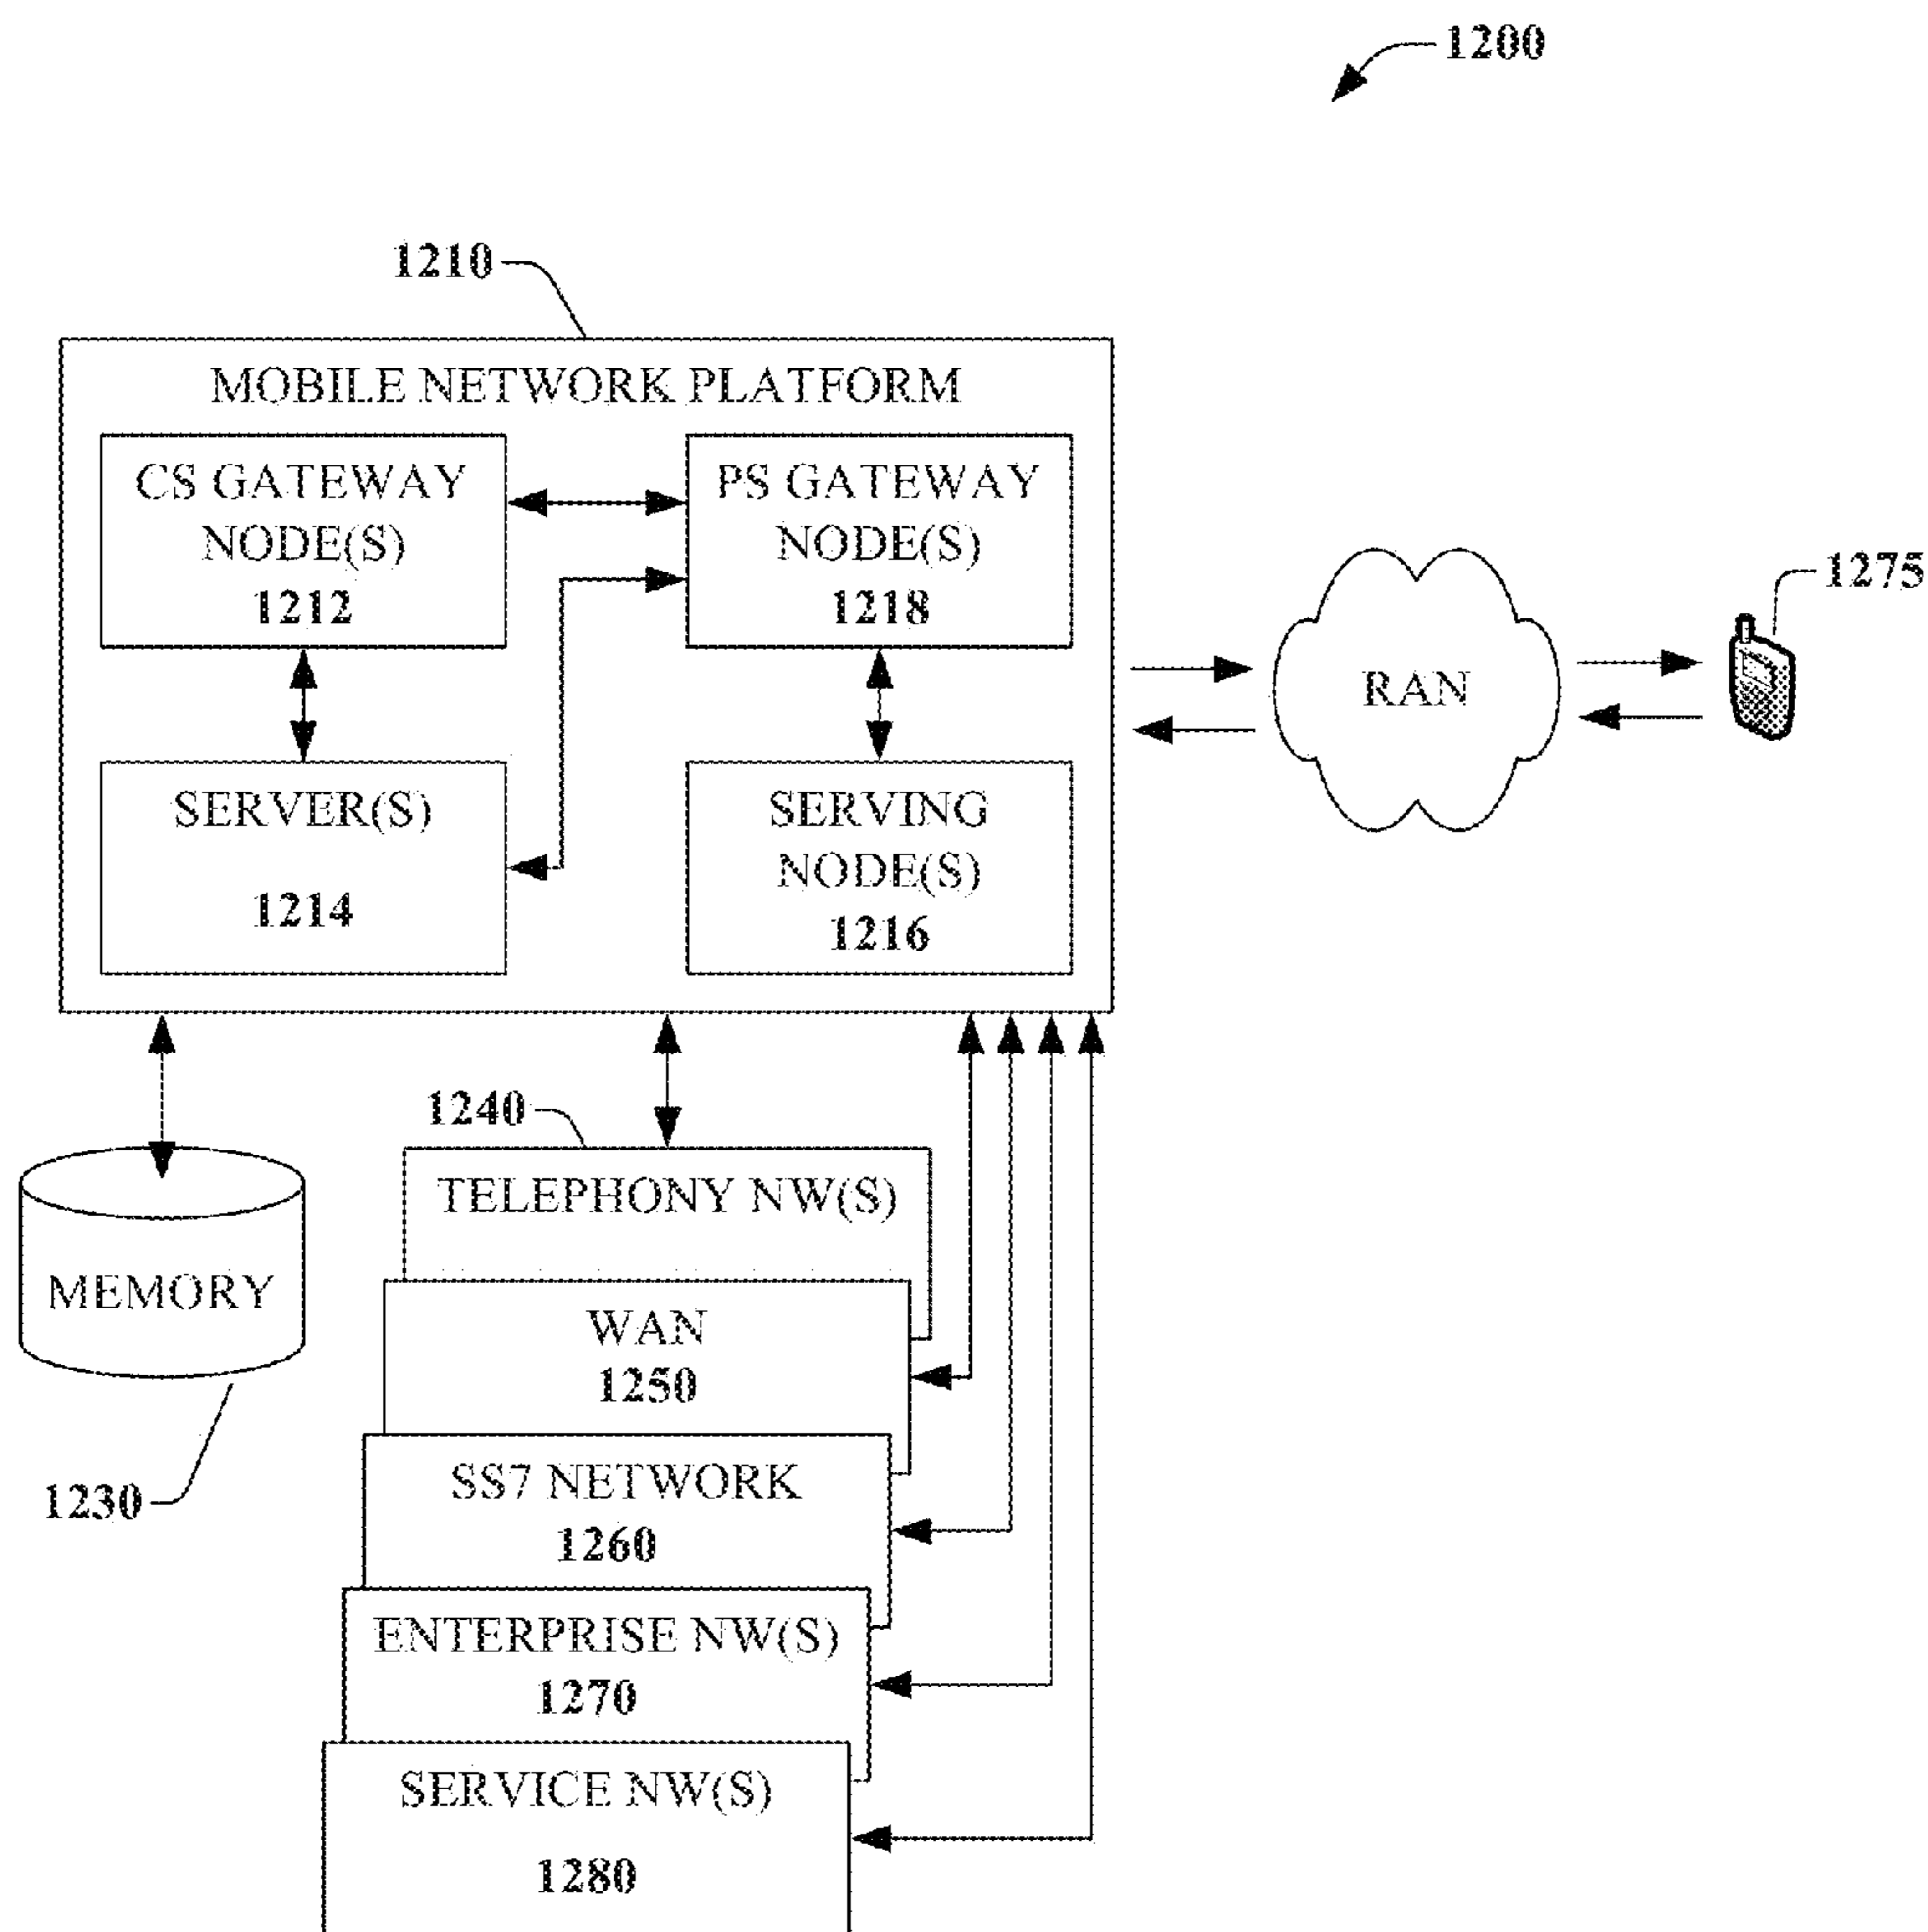 1200
1210
MOBILE NETWORK PLATFORM
CS GATEWAY
NODE(S)
1212
PS GATEWAY
NODE(S)
1218
SERVER(S)
1214
SERVING
NODE(S)
1216
RAN
1275
1240
TELEPHONY NW(S)
MEMORY
1230
WAN
1250
SS7 NETWORK
1260
ENTERPRISE NW(S)
1270
SERVICE NW(S)
1280